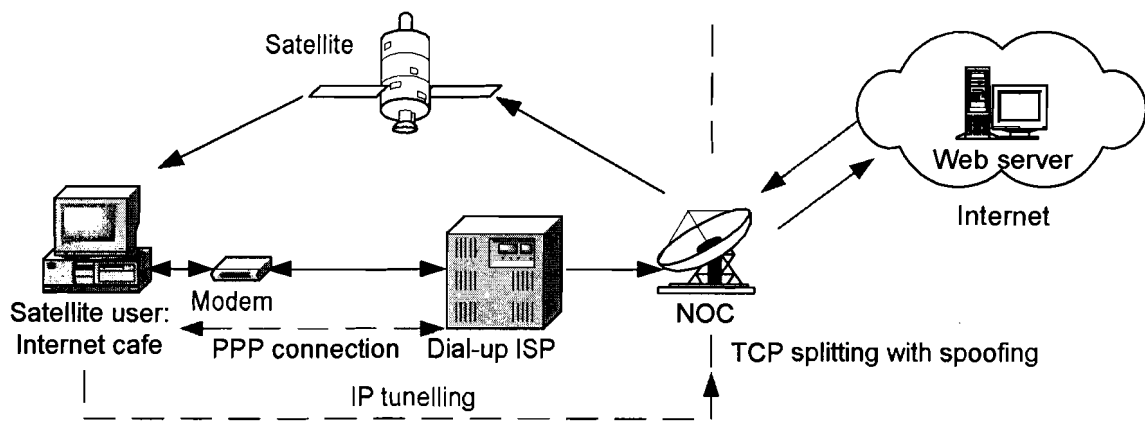 Satellite
Web server
Internet
Modem
NOC
Satellite user:
Internet cafe
PPP connection
Dial-up ISP
TCP splitting with spoofing
IP tunelling